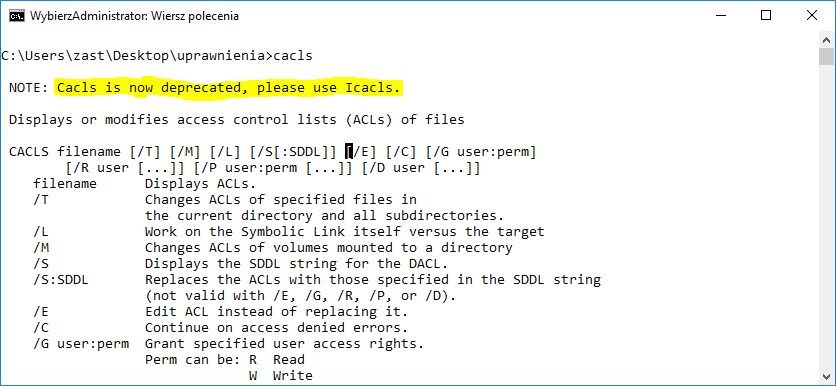 WybierzAdministrator: Wiersz polecenia
C:\Users\zast\Desktop\uprawnienia>cacls
NOTE: Cacls is now deprecated, please use Icacls.
Displays or modifies access control lists (ACLs) of files
CACLS filename [/T] [/M] [/L] [/S[:SDDL]] [/E] [/C] [/G user:perm]
[/R user [...]] [/P user:perm [...]] [/D user [...]]
filename Displays ACLs.
/T Changes ACLs of specified files in
the current directory and all subdirectories.
/L Work on the Symbolic Link itself versus the target
/M Changes ACLs of volumes mounted to a directory
/S Displays the SDDL string for the DACL.
/S:SDDL Replaces the ACLs with those specified in the SDDL string
(not valid with /E, /G, /R, /P, or /D).
/E Edit ACL instead of replacing it.
/C Continue on access denied errors.
/G user:perm Grant specified user access rights.
Perm can be: R Read
W Write